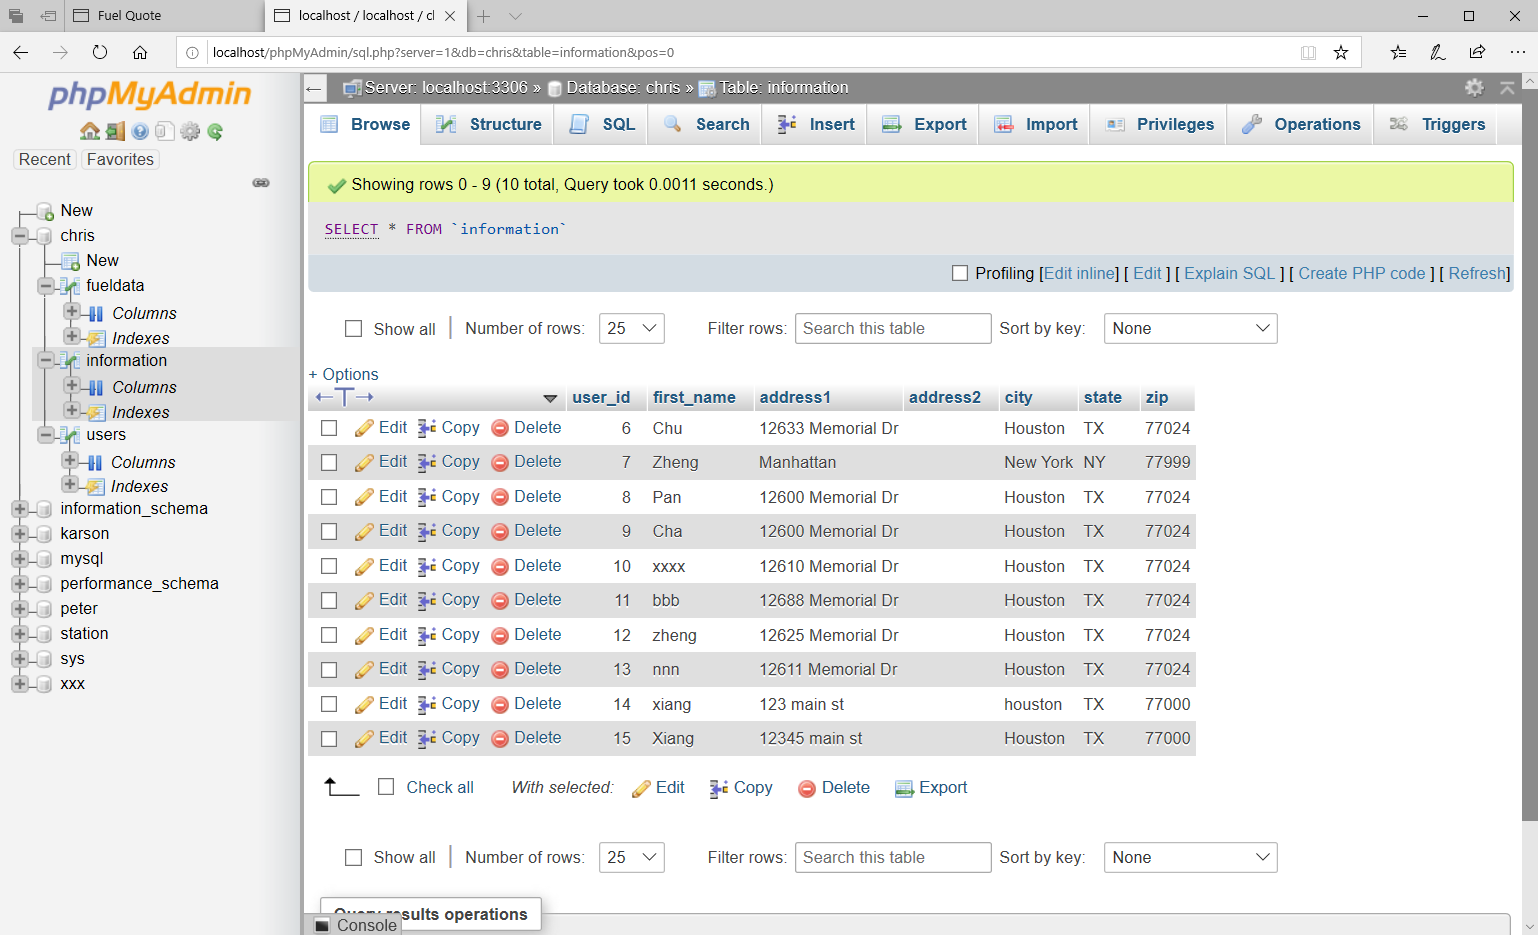 Fuel Quote
localhost / localhost / cl
localhost/phpMyAdmin/sql.php?server=1&db=chris&table=information&pos=0
phpMyAdmin
Recent Favorites
New
chris
New
fueldata
Columns
Indexes
information
Columns
Indexes
users
Columns
Indexes
information_schema
karson
mysql
performance_schema
peter
station
sys
xxx
Server: localhost:3306 » Database: chris » Table: information
Browse Structure SQL Search Insert Export Import Privileges Operations Triggers
Showing rows 0 - 9 (10 total, Query took 0.0011 seconds.)
SELECT * FROM `information`
Profiling [Edit inline] [ Edit ] [ Explain SQL ] [ Create PHP code ] [ Refresh]
Show all | Number of rows: 25 Filter rows: Search this table Sort by key: None
+ Options
←T→ user_id first_name address1 address2 city state zip
Edit Copy Delete 6 Chu 12633 Memorial Dr Houston TX 77024
Edit Copy Delete 7 Zheng Manhattan New York NY 77999
Edit Copy Delete 8 Pan 12600 Memorial Dr Houston TX 77024
Edit Copy Delete 9 Cha 12600 Memorial Dr Houston TX 77024
Edit Copy Delete 10 xxxx 12610 Memorial Dr Houston TX 77024
Edit Copy Delete 11 bbb 12688 Memorial Dr Houston TX 77024
Edit Copy Delete 12 zheng 12625 Memorial Dr Houston TX 77024
Edit Copy Delete 13 nnn 12611 Memorial Dr Houston TX 77024
Edit Copy Delete 14 xiang 123 main st houston TX 77000
Edit Copy Delete 15 Xiang 12345 main st Houston TX 77000
Check all With selected: Edit Copy Delete Export
Show all | Number of rows: 25 Filter rows: Search this table Sort by key: None
Query results operations
Console